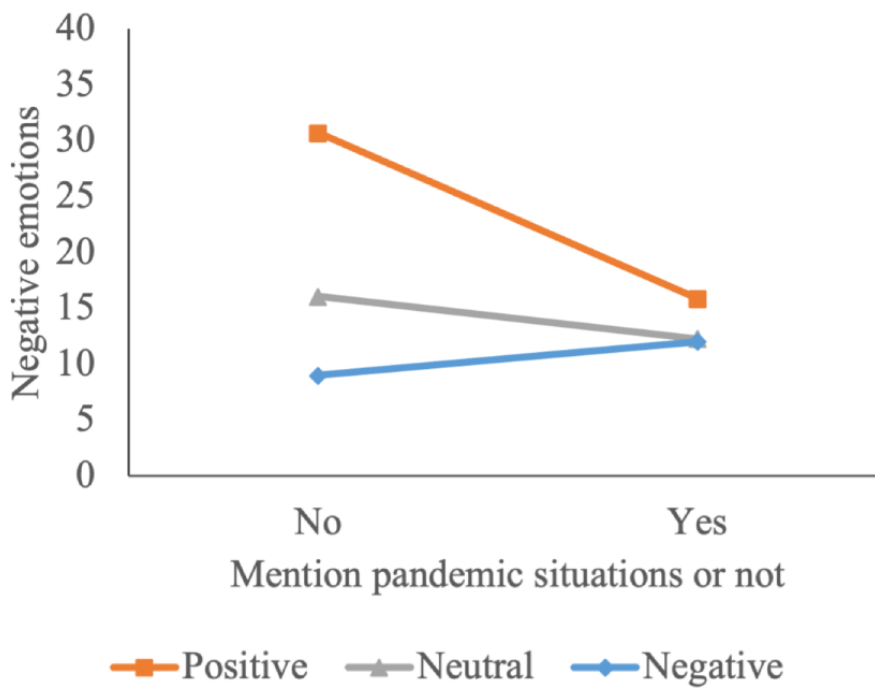 40
35
30
25
20
15
10
5
0
Negative emotions
No Yes
Mention pandemic situations or not
Positive Neutral Negative